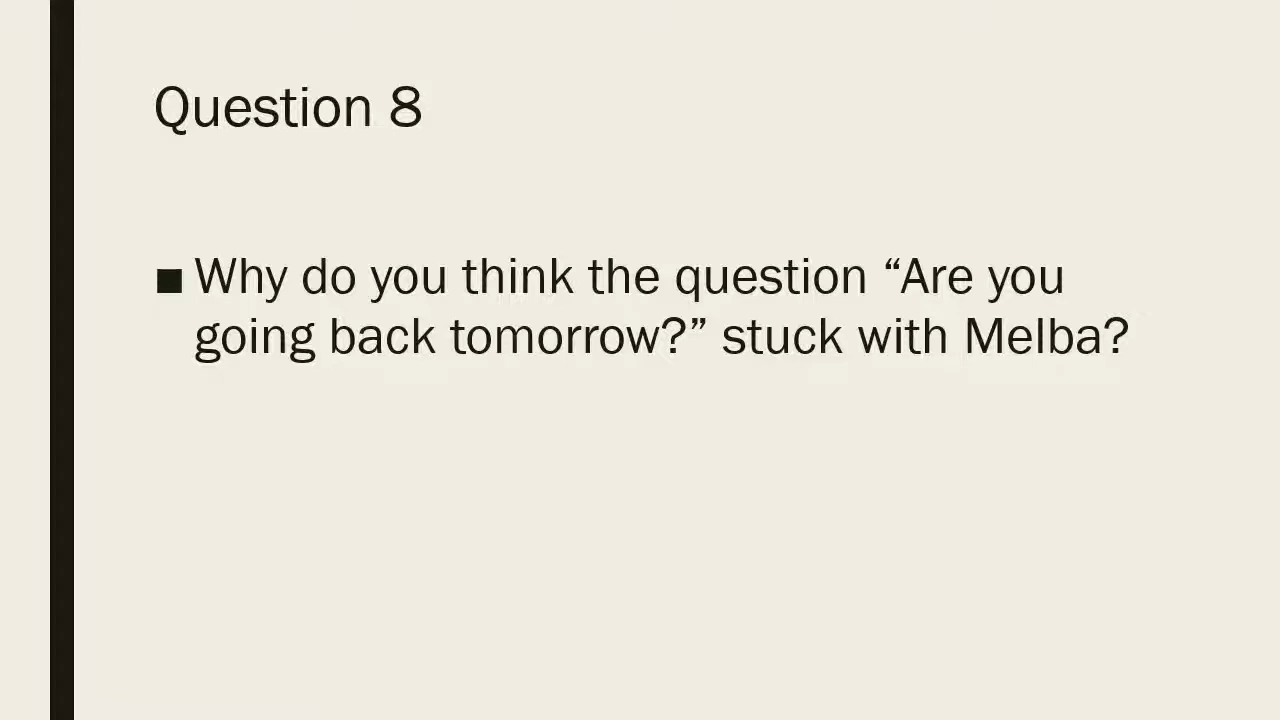 Question 8
■ Why do you think the question “Are you
going back tomorrow?” stuck with Melba?